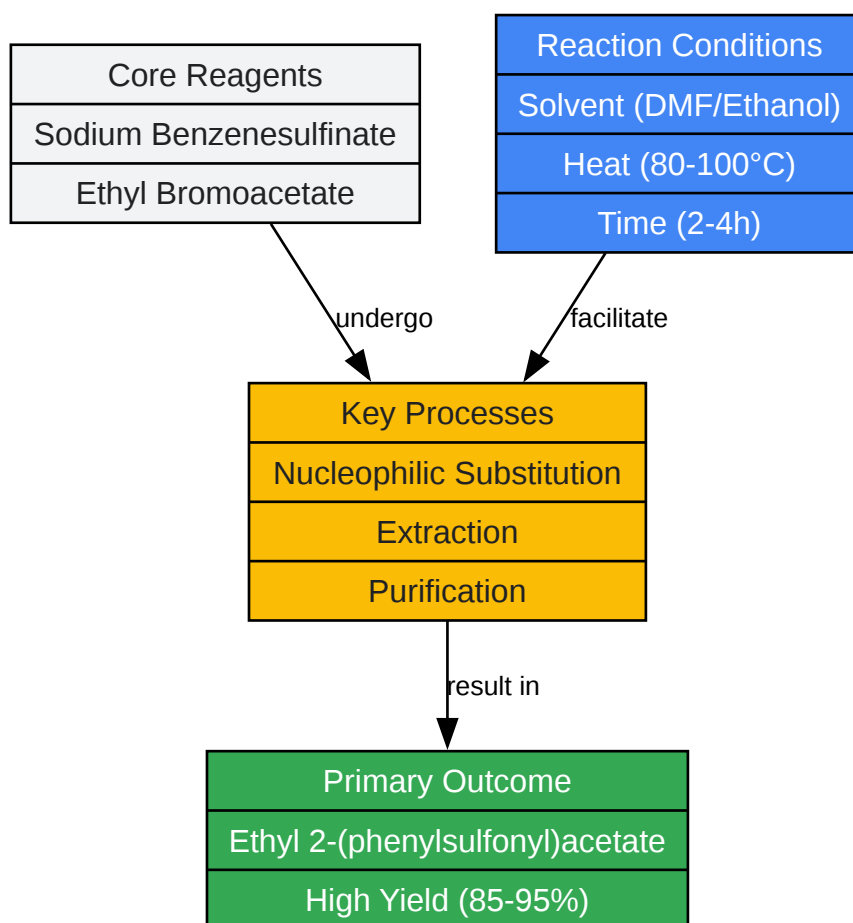 Core Reagents
Sodium Benzenesulfinate
Ethyl Bromoacetate
Reaction Conditions
Solvent (DMF/Ethanol)
Heat (80-100°C)
Time (2-4h)
undergo
facilitate
Key Processes
Nucleophilic Substitution
Extraction
Purification
result in
Primary Outcome
Ethyl 2-(phenylsulfonyl)acetate
High Yield (85-95%)